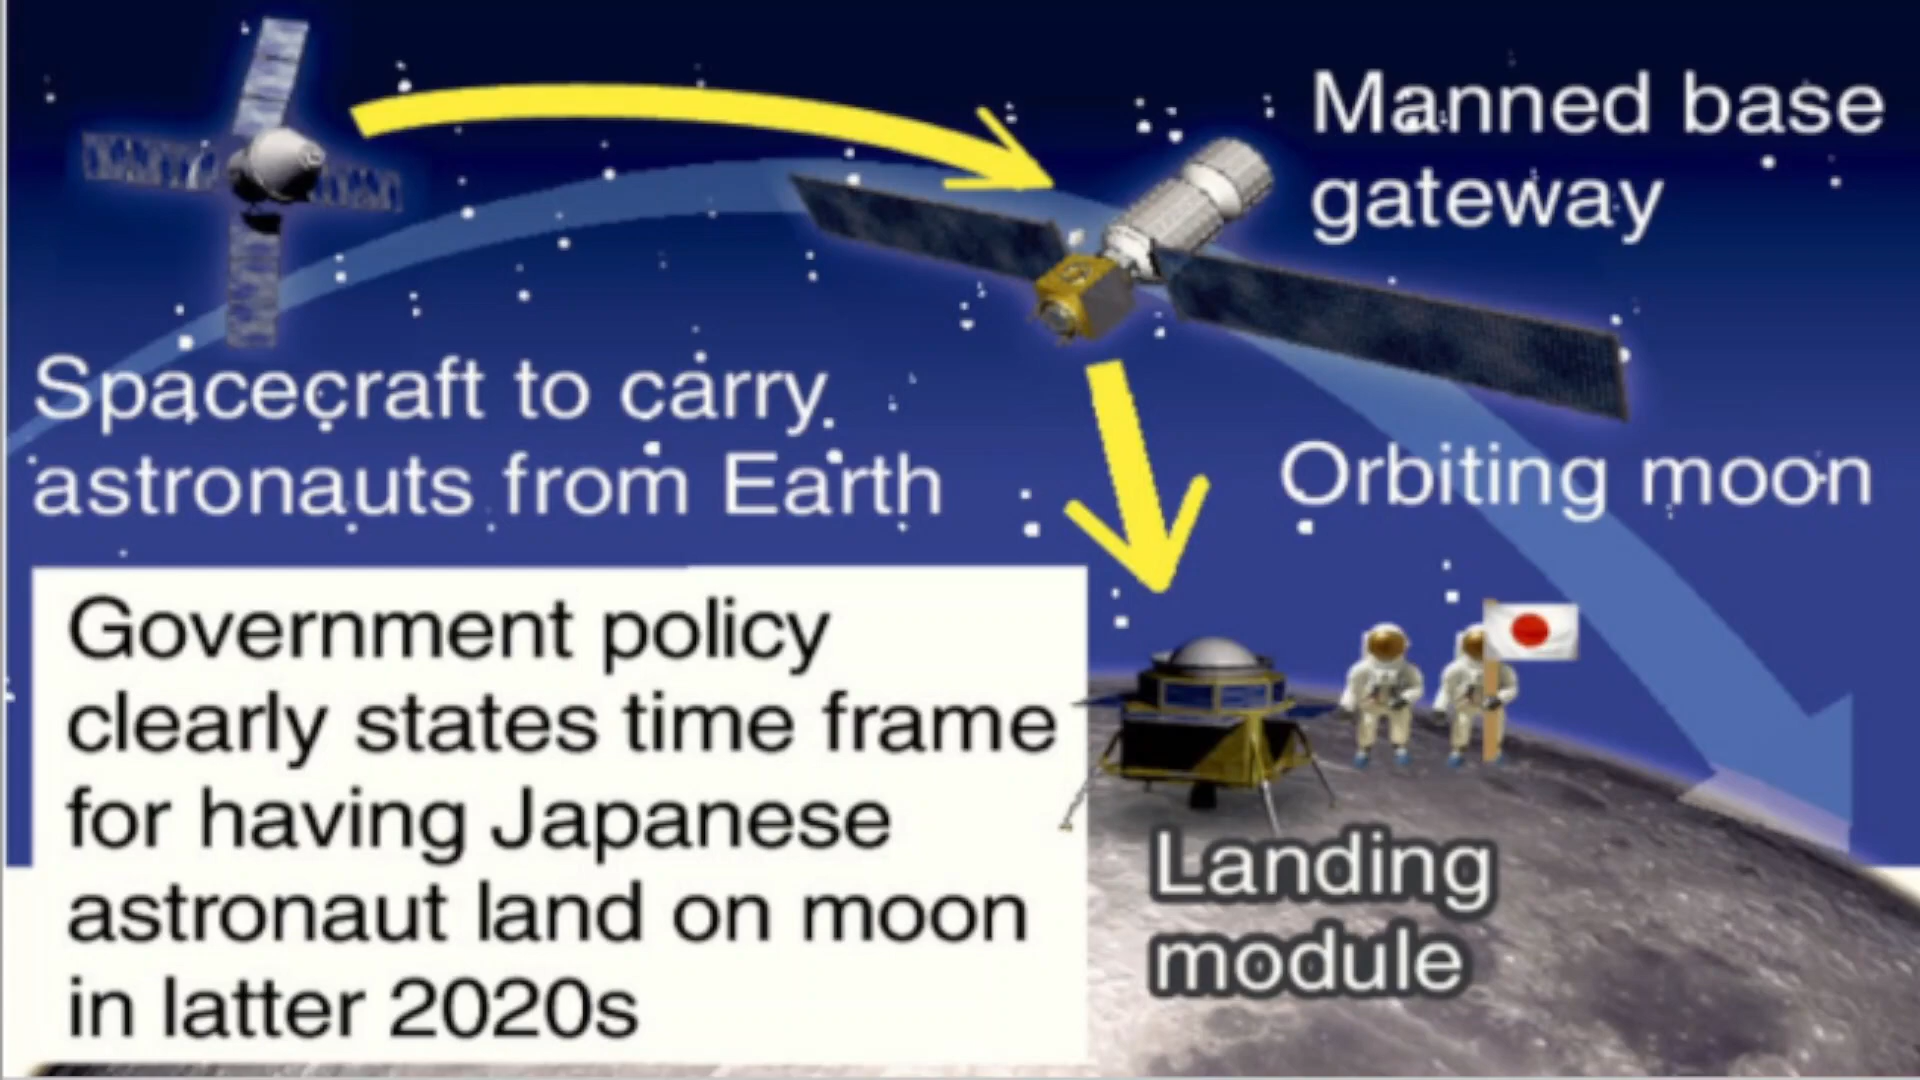 Manned base
gateway
Spacecraft to carry
astronauts from Earth
Orbiting moon
Government policy
clearly states time frame
for having Japanese
astronaut land on moon
in latter 2020s
Landing
module